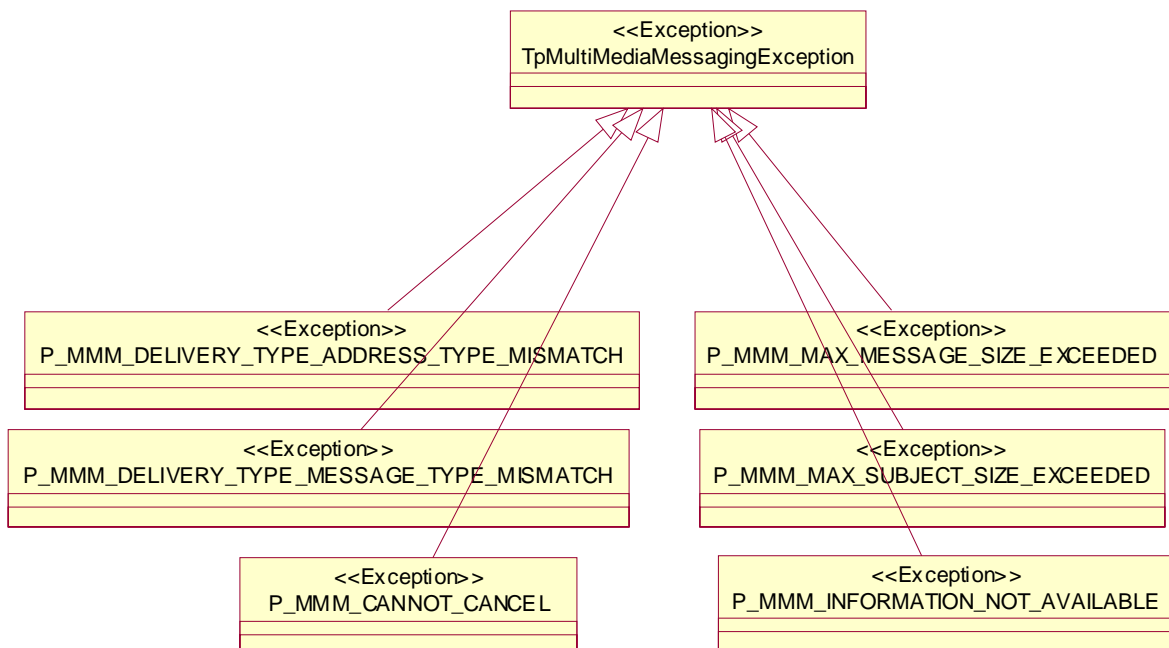 <<Exception>>
TpMultiMediaMessagingException
<<Exception>>
P_MMM_DELIVERY_TYPE_ADDRESS_TYPE_MISMATCH
<<Exception>>
P_MMM_MAX_MESSAGE_SIZE_EXCEEDED
<<Exception>>
P_MMM_DELIVERY_TYPE_MESSAGE_TYPE_MISMATCH
<<Exception>>
P_MMM_MAX_SUBJECT_SIZE_EXCEEDED
<<Exception>>
P_MMM_CANNOT_CANCEL
<<Exception>>
P_MMM_INFORMATION_NOT_AVAILABLE